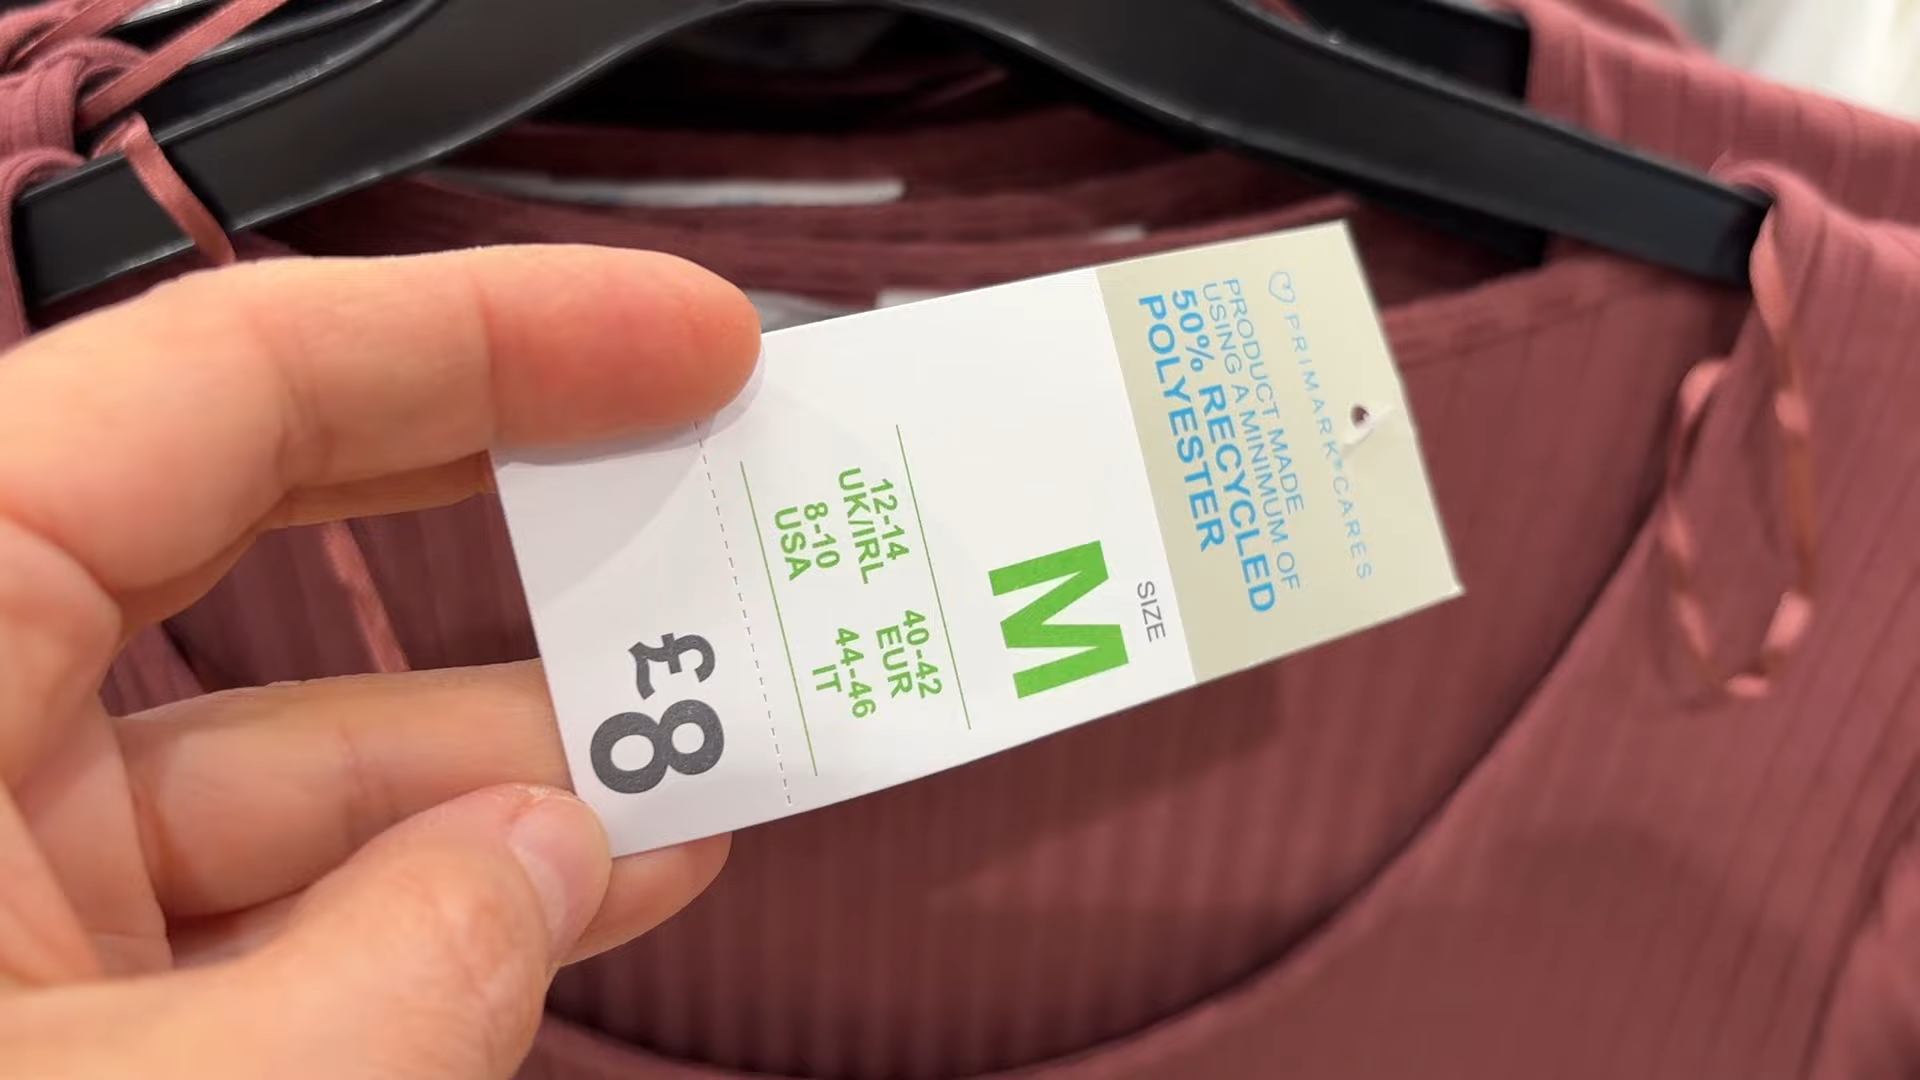 PRIMARK CARES
PRODUCT MADE
USING A MINIMUM OF
50% RECYCLED
POLYESTER
SIZE
M
12-14
UK/IRL
40-42
EUR
8-10
USA
44-46
IT
£8